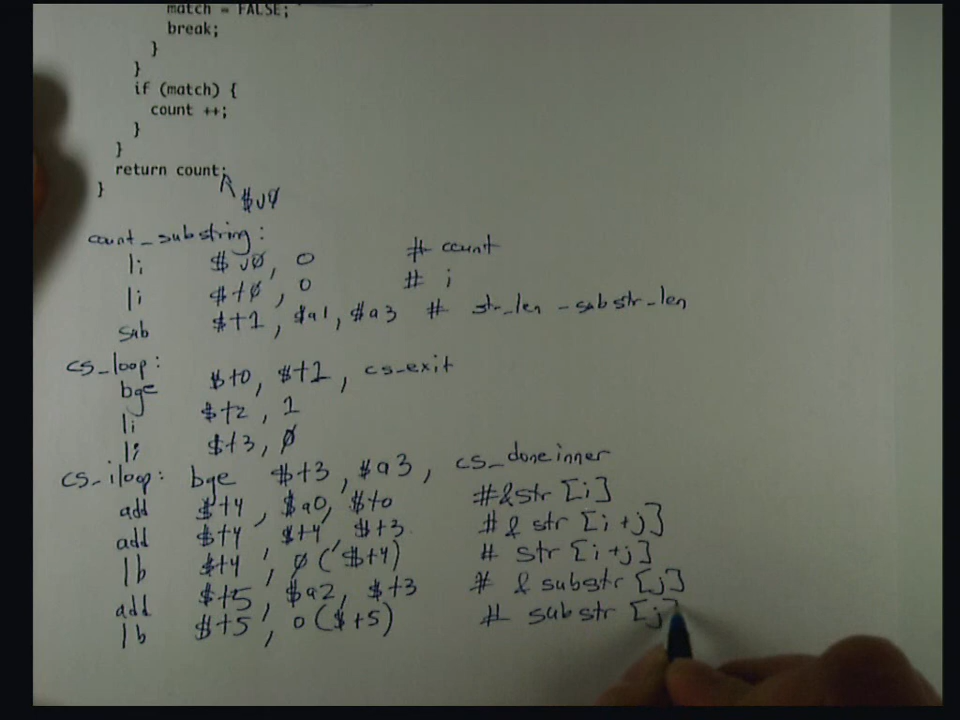 match = FALSE;
break;
}
}
if (match) {
count ++;
}
}
return count;
}
$v0
count_substring:
li $v0, 0 # count
li $t0, 0 # i
sub $t1, $a1, $a3 # str_len - substr_len
cs_loop:
bge $t0, $t1, cs_exit
li $t2, 1
li $t3, 0
cs_iloop: bge $t3, $a3, cs_doneinner
add $t4, $a0, $t0 #&str [i]
add $t4, $t4, $t3 # & str [i+j]
lb $t4, 0($t4) # str [i+j]
add $t5, $a2, $t3 # & substr [j]
lb $t5, 0($t5) # substr [j]